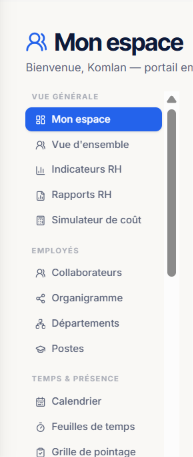 Mon espace
Bienvenue, Komlan — portail en
VUE GÉNÉRALE
Mon espace
Vue d'ensemble
Indicateurs RH
Rapports RH
Simulateur de coût
EMPLOYÉS
Collaborateurs
Organigramme
Départements
Postes
TEMPS & PRÉSENCE
Calendrier
Feuilles de temps
Grille de pointage